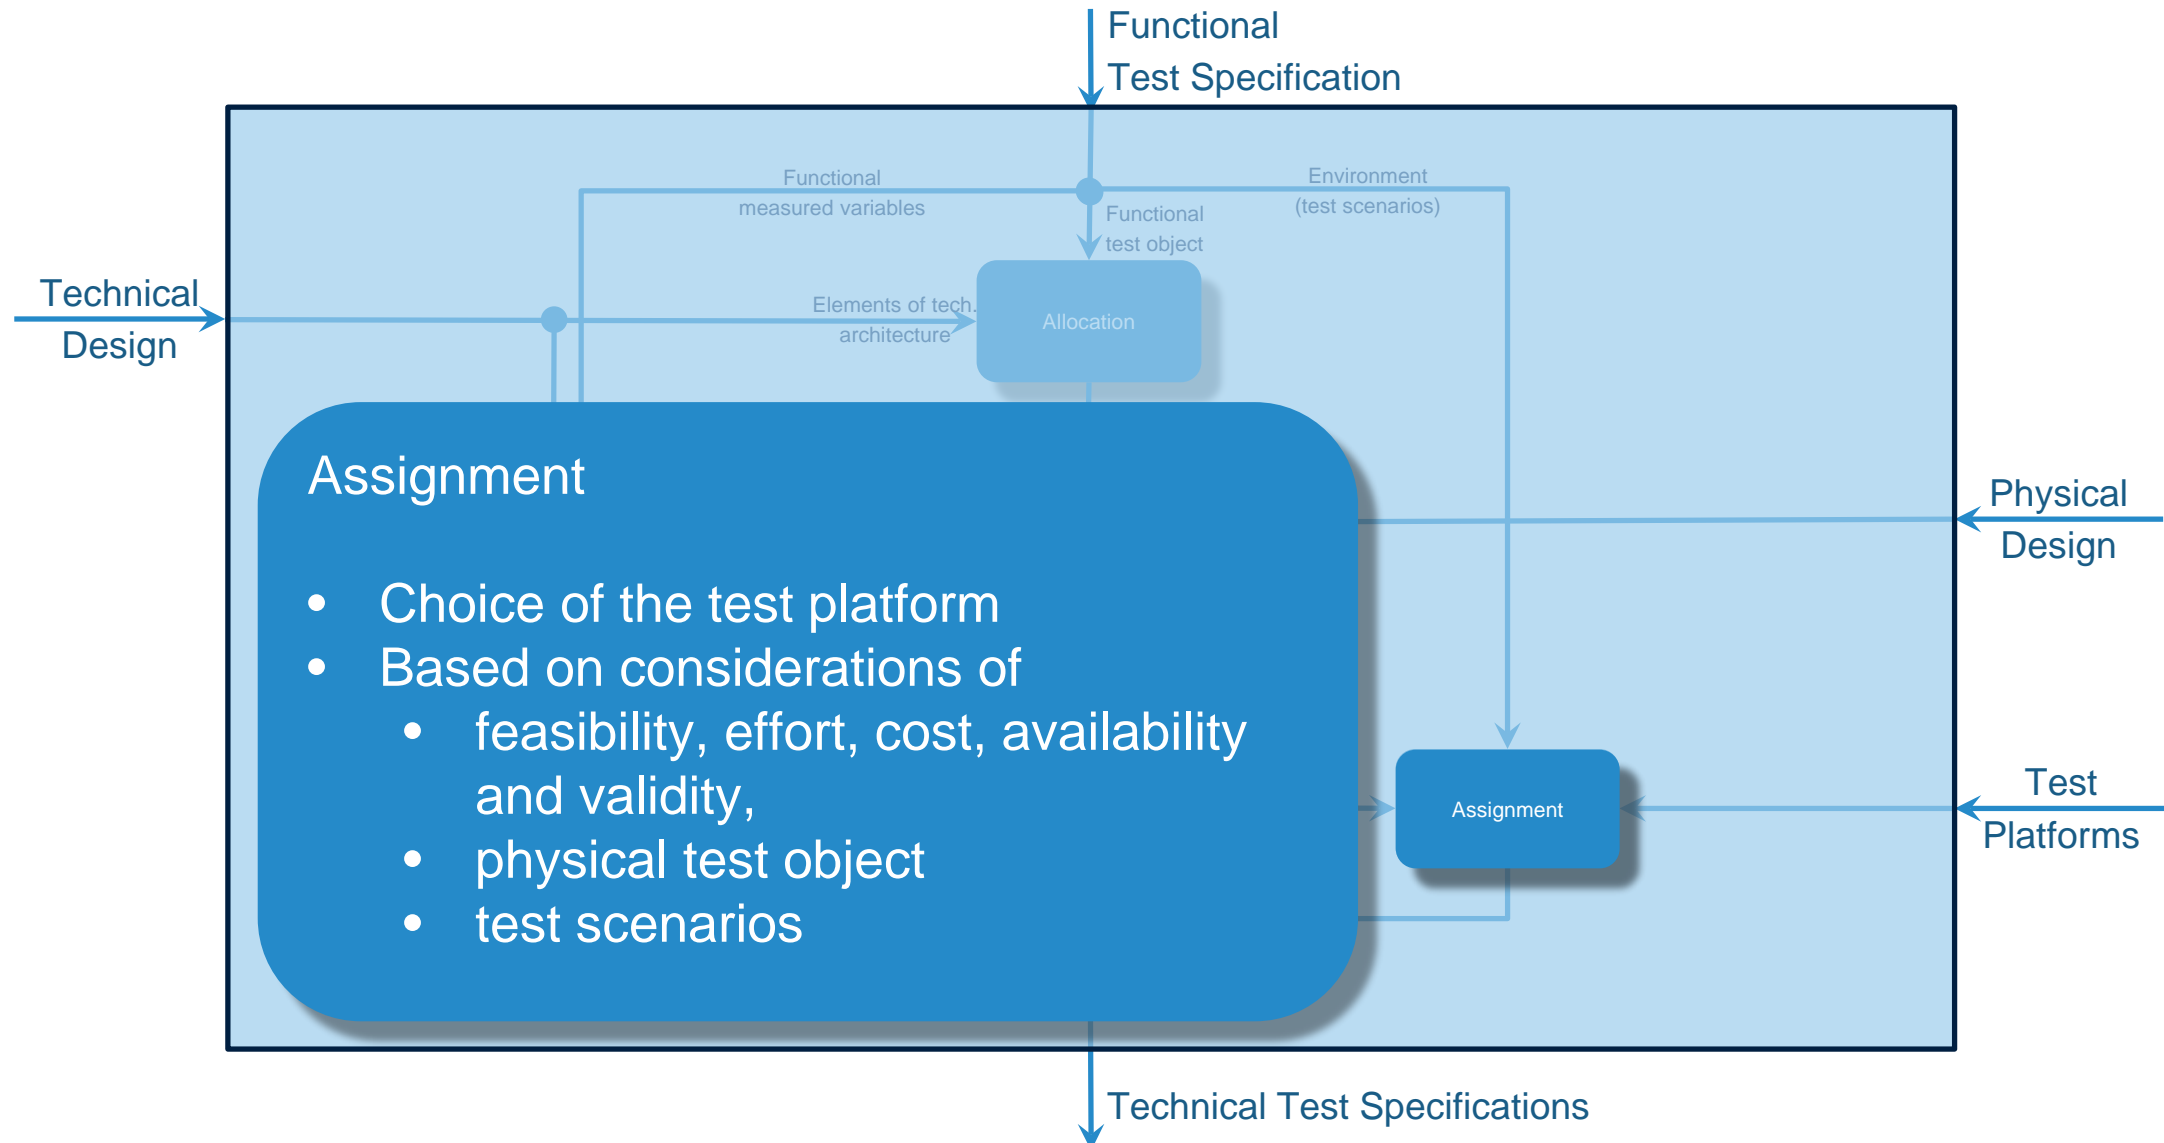 Functional
Test Specification
Functional
measured variables
Environment
(test scenarios)
Functional
test object
Technical
Design
Elements of tech.
architecture
Allocation
Assignment
• Choice of the test platform
• Based on considerations of
• feasibility, effort, cost, availability
and validity,
• physical test object
• test scenarios
Physical
Design
Assignment
Test
Platforms
Technical Test Specifications